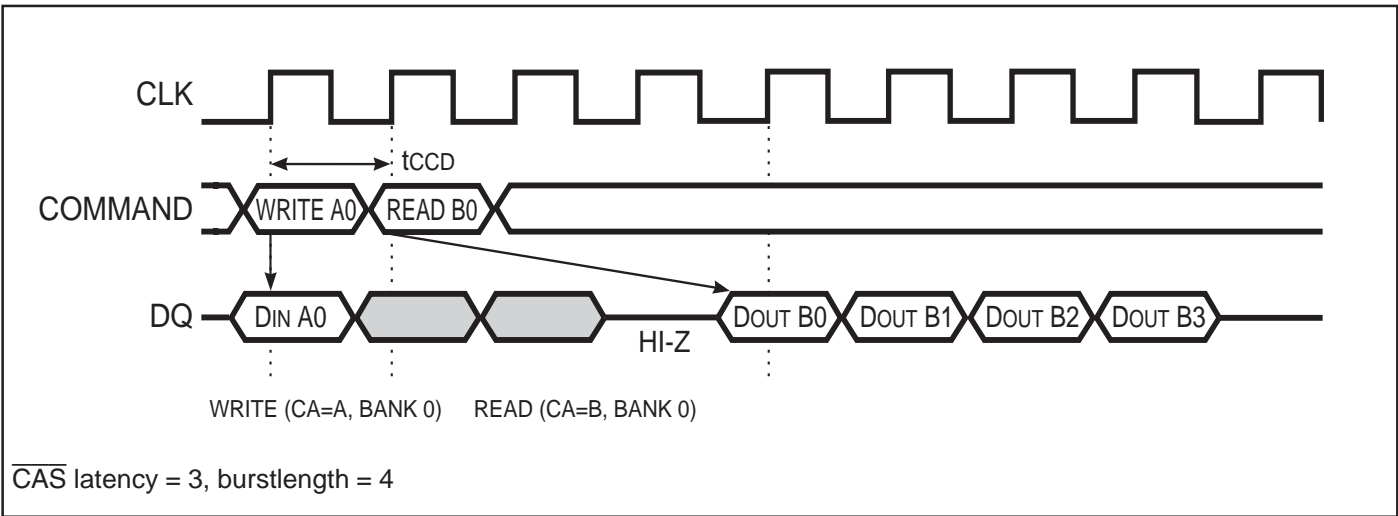 CLK
tCCD
COMMAND WRITE A0 READ B0
DQ DIN A0 HI-Z DOUT B0 DOUT B1 DOUT B2 DOUT B3
WRITE (CA=A, BANK 0) READ (CA=B, BANK 0)
CAS latency = 3, burstlength = 4